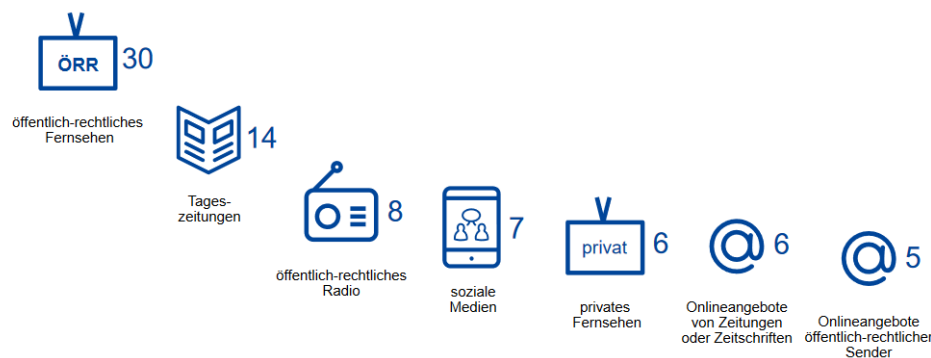 ÖRR 30
öffentlich-rechtliches
Fernsehen
14
Tages-
zeitungen
8
öffentlich-rechtliches
Radio
7
soziale
Medien
privat 6
privates
Fernsehen
6
Onlineangebote
von Zeitungen
oder Zeitschriften
5
Onlineangebote
öffentlich-rechtlicher
Sender